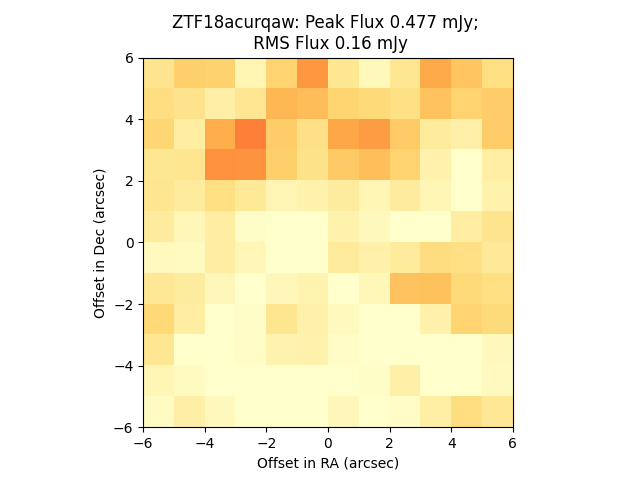 ZTF18acurqaw: Peak Flux 0.477 mJy;
RMS Flux 0.16 mJy
6
4
2
0
−2
−4
−6
Offset in Dec (arcsec)
−6 −4 −2 0 2 4 6
Offset in RA (arcsec)